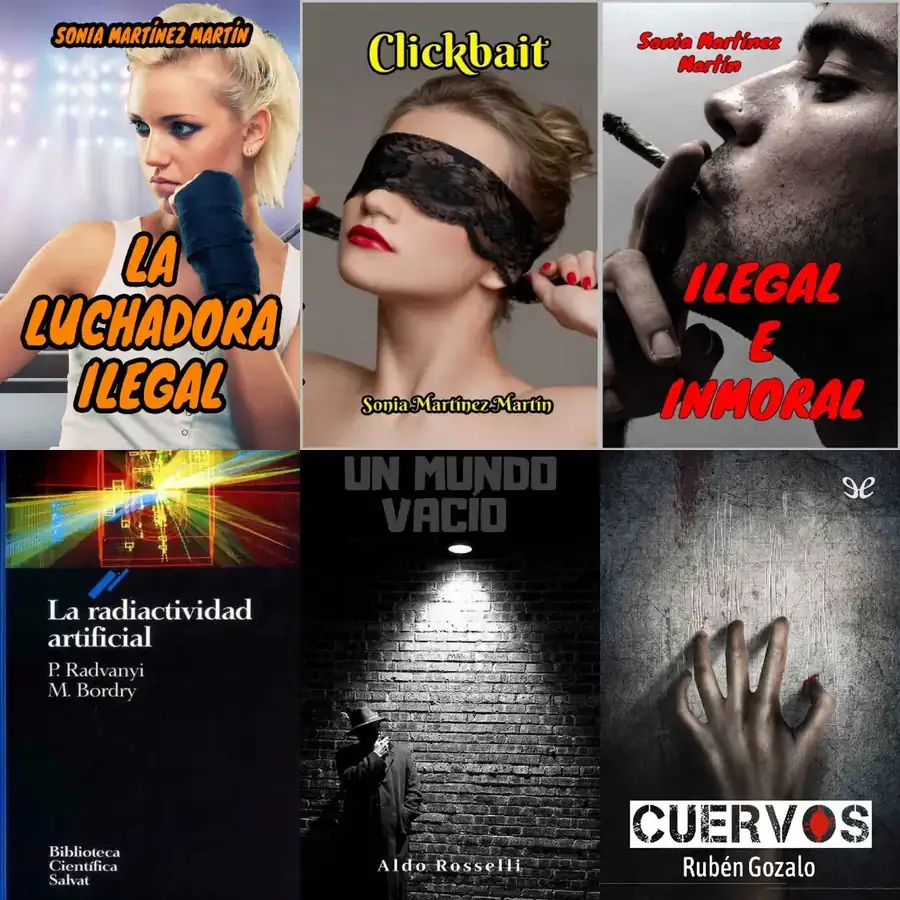 SONIA MARTÍNEZ MARTÍN
LA
LUCHADORA
ILEGAL
Clickbait
Sonia Martínez Martín
Sonia Martínez
Martín
ILEGAL
E
INMORAL
La radiactividad
artificial
P. Radvanyi
M. Bordry
Biblioteca
Científica
Salvat
UN MUNDO
VACÍO
Aldo Rosselli
CUERVOS
Rubén Gozalo